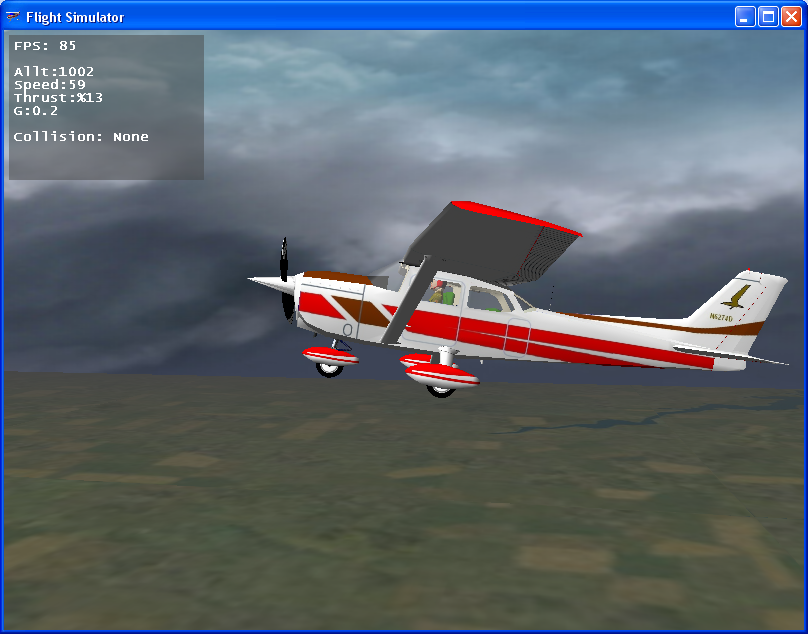 Flight Simulator
FPS: 85
Allt:1002
Speed:59
Thrust:%13
G:0.2
Collision: None